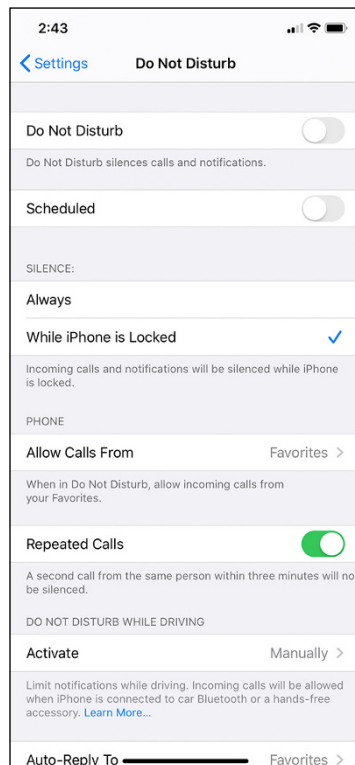 2:43
Settings Do Not Disturb
Do Not Disturb
Do Not Disturb silences calls and notifications.
Scheduled
SILENCE:
Always
While iPhone is Locked
Incoming calls and notifications will be silenced while iPhone
is locked.
PHONE
Allow Calls From Favorites
When in Do Not Disturb, allow incoming calls from
your Favorites.
Repeated Calls
A second call from the same person within three minutes will no
be silenced.
DO NOT DISTURB WHILE DRIVING
Activate Manually
Limit notifications while driving. Incoming calls will be allowed
when iPhone is connected to car Bluetooth or a hands-free
accessory. Learn More...
Auto-Reply To Favorites